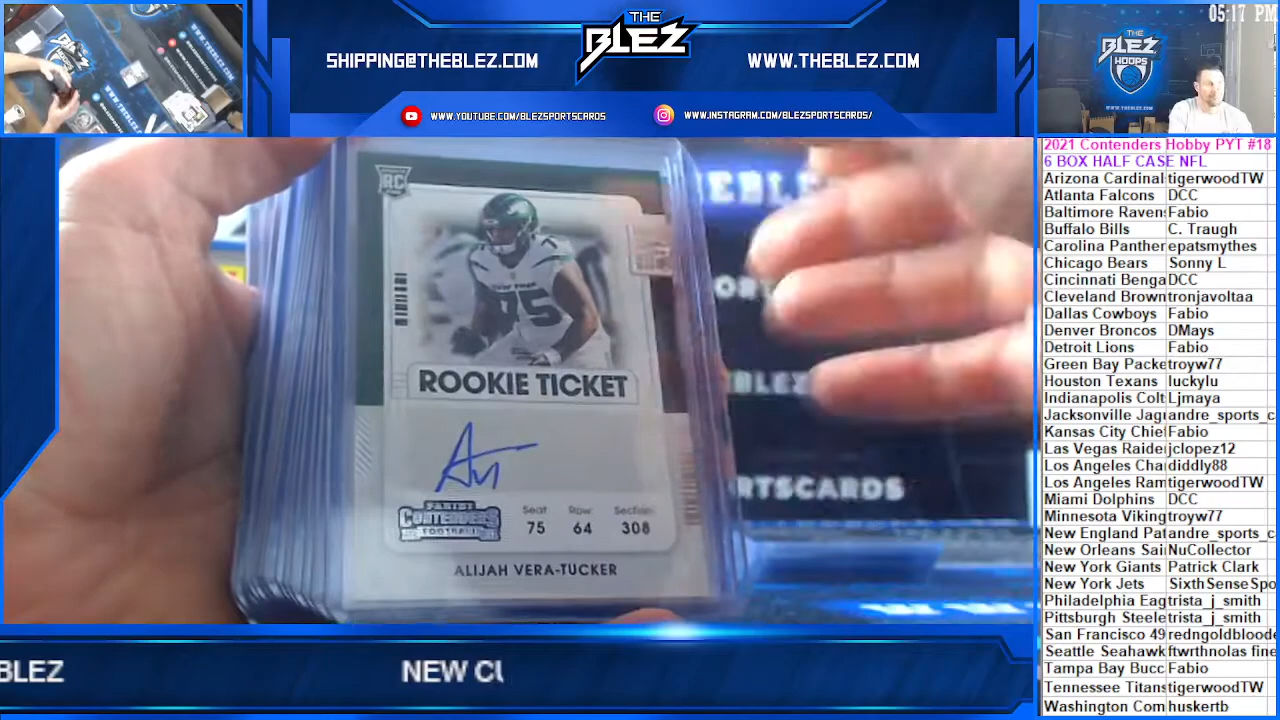 THE
BLEZ
SHIPPING@THEBLEZ.COM
WWW.THEBLEZ.COM
WWW.YOUTUBE.COM/BLEZSPORTSCARDS
WWW.INSTAGRAM.COM/BLEZSPORTSCARDS/
05:17 PM
THE
BLEZ
HOOPS
RC
75
ROOKIE TICKET
PANINI
CONTENDERS
FOOTBALL
Seat Row Section
75 64 308
ALIJAH VERA-TUCKER
BLEZ
RTSCARDS
2021 Contenders Hobby PYT #18
6 BOX HALF CASE NFL
Arizona Cardinal tigerwoodTW
Atlanta Falcons DCC
Baltimore Raven Fabio
Buffalo Bills C. Traugh
Carolina Panther epatsmythes
Chicago Bears Sonny L
Cincinnati Benga DCC
Cleveland Brown tronjavoltaa
Dallas Cowboys Fabio
Denver Broncos DMays
Detroit Lions Fabio
Green Bay Packe troyw77
Houston Texans luckylu
Indianapolis Colt Ljmaya
Jacksonville Jagu andre_sports_c
Kansas City Chie Fabio
Las Vegas Raide jclopez12
Los Angeles Cha diddly88
Los Angeles Ram tigerwoodTW
Miami Dolphins DCC
Minnesota Viking troyw77
New England Pat andre_sports_c
New Orleans Sai NuCollector
New York Giants Patrick Clark
New York Jets SixthSenseSpo
Philadelphia Eag trista_j_smith
Pittsburgh Steele trista_j_smith
San Francisco 49 redngoldbloode
Seattle Seahawk ftwrthnolas fine
Tampa Bay Bucc Fabio
Tennessee Titans tigerwoodTW
Washington Com huskertb
BLEZ NEW CU